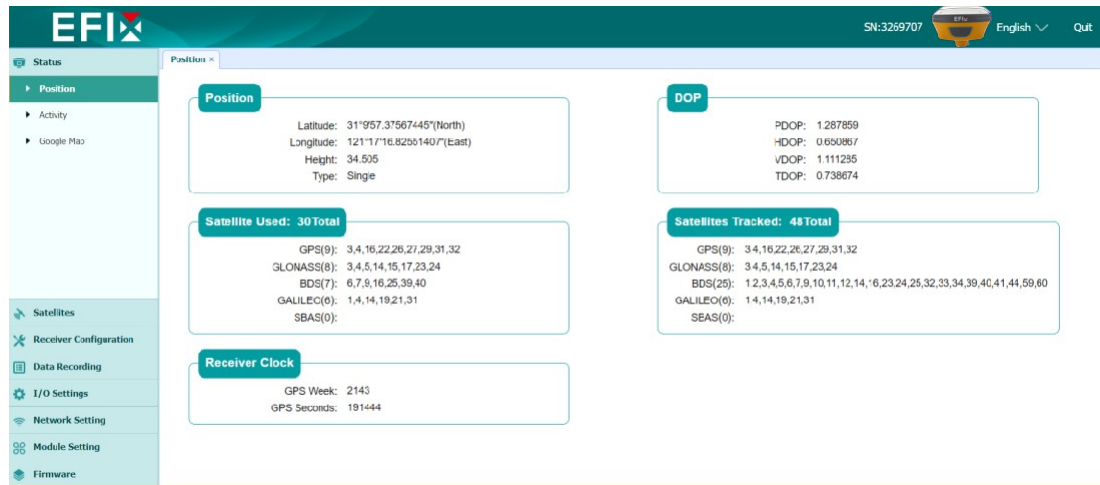 EFIX
SN:3269707
EFIX
English
Quit
Status
Position
Activity
Google Map
Satellites
Receiver Configuration
Data Recording
I/O Settings
Network Setting
Module Setting
Firmware
Position ×
Position
Latitude: 31°9'57.37567445"(North)
Longitude: 121°17'16.82551407"(East)
Height: 34.505
Type: Single
DOP
PDOP: 1.287859
HDOP: 0.650867
VDOP: 1.111285
TDOP: 0.738674
Satellite Used: 30Total
GPS(9): 3,4,16,22,26,27,29,31,32
GLONASS(8): 3,4,5,14,15,17,23,24
BDS(7): 6,7,9,16,25,39,40
GALILEO(6): 1,4,14,19,21,31
SBAS(0):
Satellites Tracked: 48Total
GPS(9): 3,4,16,22,26,27,29,31,32
GLONASS(8): 3,4,5,14,15,17,23,24
BDS(25): 1,2,3,4,5,6,7,9,10,11,12,14,16,23,24,25,32,33,34,39,40,41,44,59,60
GALILEO(6): 1,4,14,19,21,31
SBAS(0):
Receiver Clock
GPS Week: 2143
GPS Seconds: 191444